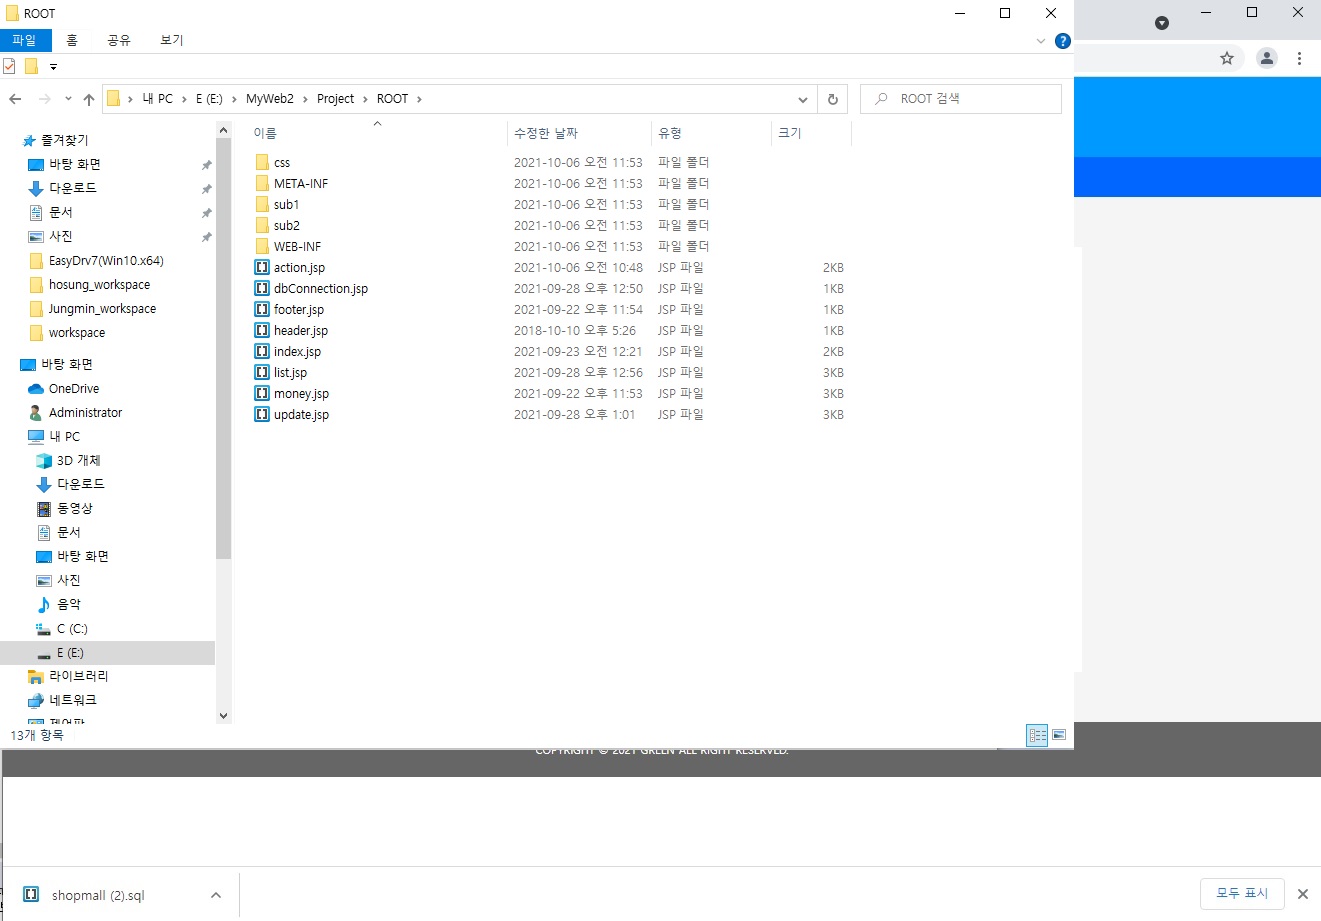 ROOT
파일 홈 공유 보기
내 PC > E (E:) > MyWeb2 > Project > ROOT >
ROOT 검색
즐겨찾기
바탕 화면
다운로드
문서
사진
EasyDrv7(Win10.x64)
hosung_workspace
Jungmin_workspace
workspace
바탕 화면
OneDrive
Administrator
내 PC
3D 개체
다운로드
동영상
문서
바탕 화면
사진
음악
C (C:)
E (E:)
라이브러리
네트워크
제어판
이름 수정한 날짜 유형 크기
css 2021-10-06 오전 11:53 파일 폴더
META-INF 2021-10-06 오전 11:53 파일 폴더
sub1 2021-10-06 오전 11:53 파일 폴더
sub2 2021-10-06 오전 11:53 파일 폴더
WEB-INF 2021-10-06 오전 11:53 파일 폴더
action.jsp 2021-10-06 오전 10:48 JSP 파일 2KB
dbConnection.jsp 2021-09-28 오후 12:50 JSP 파일 1KB
footer.jsp 2021-09-22 오후 11:54 JSP 파일 1KB
header.jsp 2018-10-10 오후 5:26 JSP 파일 1KB
index.jsp 2021-09-23 오전 12:21 JSP 파일 2KB
list.jsp 2021-09-28 오후 12:56 JSP 파일 3KB
money.jsp 2021-09-22 오후 11:53 JSP 파일 3KB
update.jsp 2021-09-28 오후 1:01 JSP 파일 3KB
13개 항목
COPYRIGHT © 2021 GREEN ALL RIGHT RESERVED.
shopmall (2).sql
모두 표시